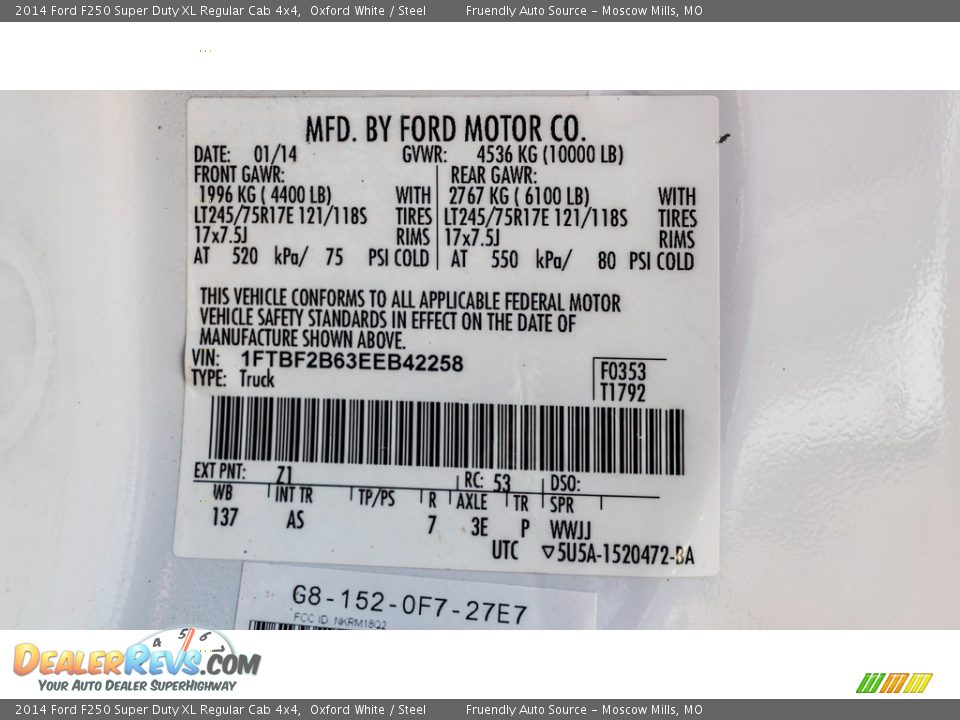 2014 Ford F250 Super Duty XL Regular Cab 4x4, Oxford White / Steel Fruendly Auto Source - Moscow Mills, MO
MFD. BY FORD MOTOR CO.
DATE: 01/14 GVWR: 4536 KG (10000 LB)
FRONT GAWR: REAR GAWR:
1996 KG ( 4400 LB) WITH 2767 KG ( 6100 LB) WITH
LT245/75R17E 121/118S TIRES LT245/75R17E 121/118S TIRES
17x7.5J RIMS 17x7.5J RIMS
AT 520 kPa/ 75 PSI COLD AT 550 kPa/ 80 PSI COLD
THIS VEHICLE CONFORMS TO ALL APPLICABLE FEDERAL MOTOR
VEHICLE SAFETY STANDARDS IN EFFECT ON THE DATE OF
MANUFACTURE SHOWN ABOVE.
VIN: 1FTBF2B63EEB42258
TYPE: Truck
F0353
T1792
EXT PNT: Z1 RC: 53 DSO:
WB INT TR TP/PS R AXLE TR SPR
137 AS 7 3E P WWJJ
UTC ▽5U5A-1520472-BA
G8-152-0F7-27E7
FCC ID. NKRM18Q2
4 5 6 7
DEALERREVS.COM
YOUR AUTO DEALER SUPERHIGHWAY
2014 Ford F250 Super Duty XL Regular Cab 4x4, Oxford White / Steel Fruendly Auto Source - Moscow Mills, MO